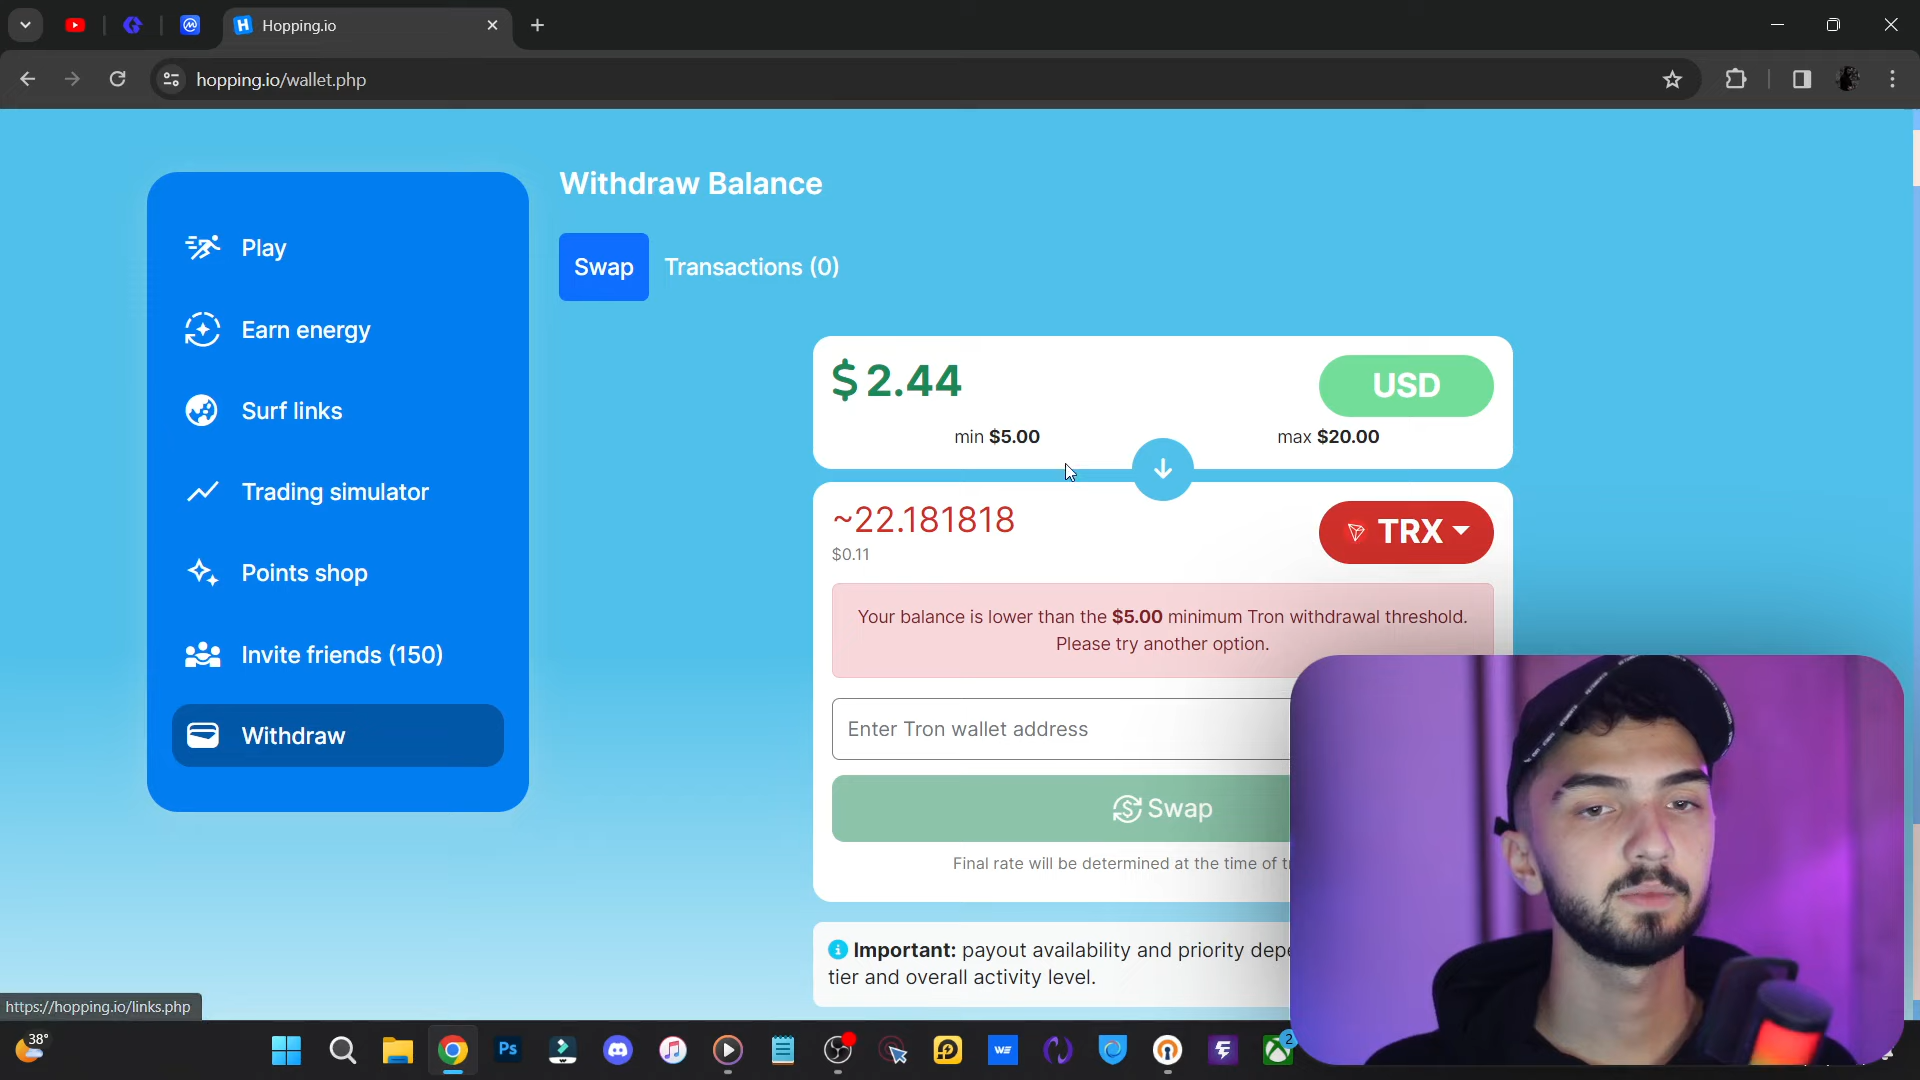 Hopping.io
hopping.io/wallet.php
Withdraw Balance
Swap
Transactions (0)
Play
Earn energy
Surf links
Trading simulator
Points shop
Invite friends (150)
Withdraw
$ 2.44
USD
min $5.00
max $20.00
~22.181818
TRX
$0.11
Your balance is lower than the $5.00 minimum Tron withdrawal threshold.
Please try another option.
Enter Tron wallet address
Swap
Final rate will be determined at the time of
Important: payout availability and priority
tier and overall activity level.
https://hopping.io/links.php
38°
Ps
WE
2